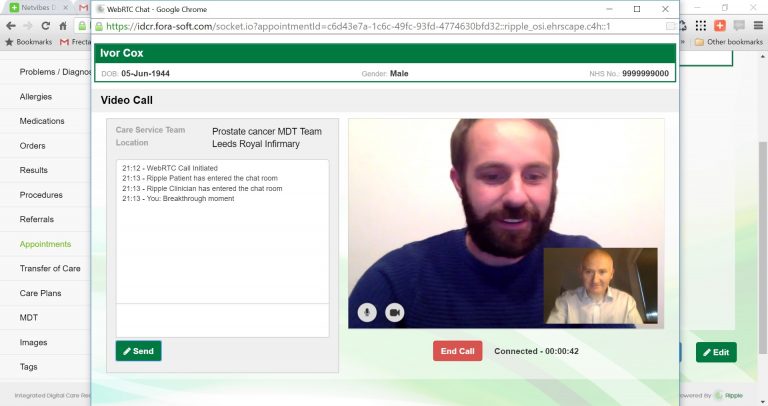 Netvibes D
WebRTC Chat - Google Chrome
https://idcr.fora-soft.com/socket.io?appointmentId=c6d43e7a-1c6c-49fc-93fd-4774630bfd32::ripple_osi.ehrscape.c4h::1
Bookmarks
Frecta
»
Other bookmarks
Ivor Cox
DOB: 05-Jun-1944
Gender: Male
NHS No.: 9999999000
Video Call
Problems / Diagnos
Allergies
Medications
Orders
Results
Procedures
Referrals
Appointments
Transfer of Care
Care Plans
MDT
Images
Tags
Care Service Team
Prostate cancer MDT Team
Location
Leeds Royal Infirmary
21:12 - WebRTC Call Initiated
21:13 - Ripple Patient has entered the chat room
21:13 - Ripple Clinician has entered the chat room
21:13 - You: Breakthrough moment
Send
End Call
Connected - 00:00:42
Edit
Integrated Digital Care Re
owered By
Ripple